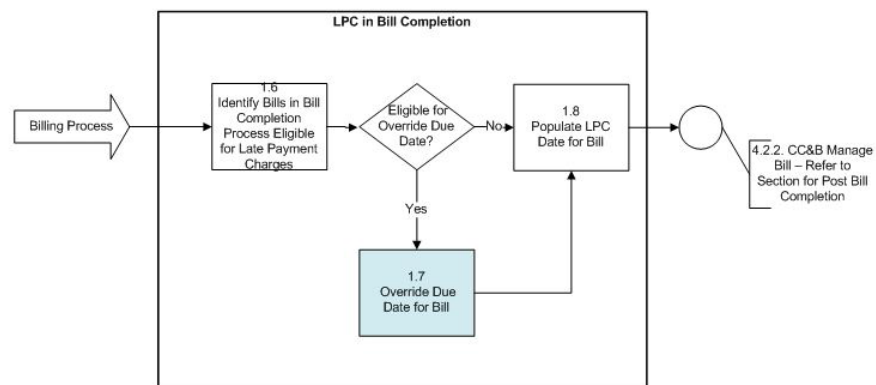 LPC in Bill Completion
Billing Process
1.6
Identify Bills in Bill
Completion
Process Eligible
for Late Payment
Charges
Eligible for
Override Due
Date?
No
1.8
Populate LPC
Date for Bill
4.2.2. CC&B Manage
Bill – Refer to
Section for Post Bill
Completion
Yes
1.7
Override Due
Date for Bill